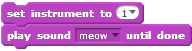 set instrument to 1
play sound meow until done